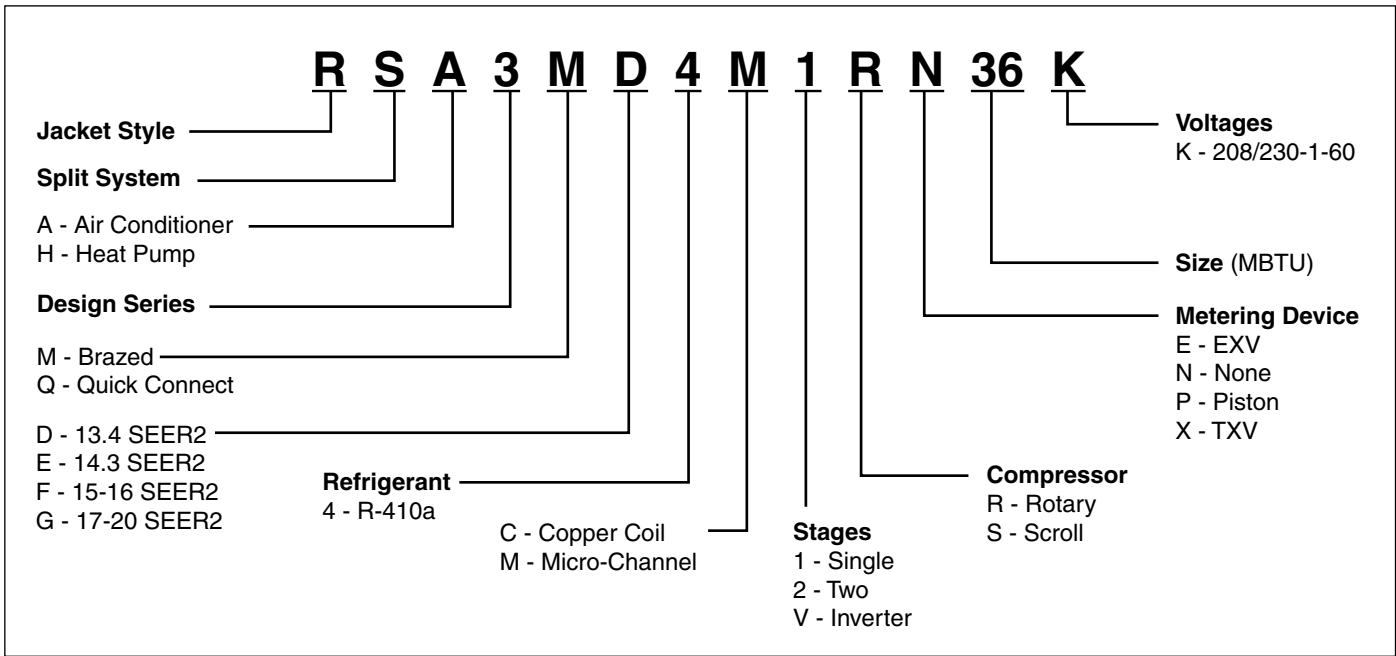 R S A 3 M D 4 M 1 R N 36 K
Jacket Style
Split System
A - Air Conditioner
H - Heat Pump
Design Series
M - Brazed
Q - Quick Connect
D - 13.4 SEER2
E - 14.3 SEER2
F - 15-16 SEER2
G - 17-20 SEER2
Refrigerant
4 - R-410a
C - Copper Coil
M - Micro-Channel
Stages
1 - Single
2 - Two
V - Inverter
Compressor
R - Rotary
S - Scroll
Metering Device
E - EXV
N - None
P - Piston
X - TXV
Size (MBTU)
Voltages
K - 208/230-1-60